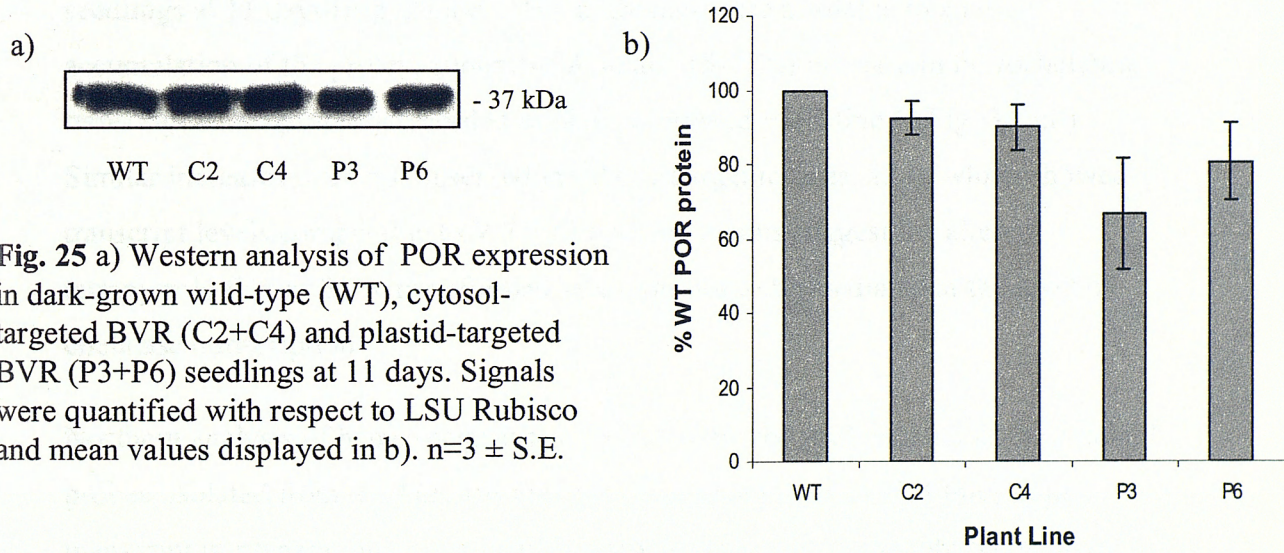 a)
- 37 kDa
WT C2 C4 P3 P6
Fig. 25 a) Western analysis of POR expression
in dark-grown wild-type (WT), cytosol-
targeted BVR (C2+C4) and plastid-targeted
BVR (P3+P6) seedlings at 11 days. Signals
were quantified with respect to LSU Rubisco
and mean values displayed in b). n=3 ± S.E.
b)
% WT POR protein
120
100
80
60
40
20
0
WT C2 C4 P3 P6
Plant Line